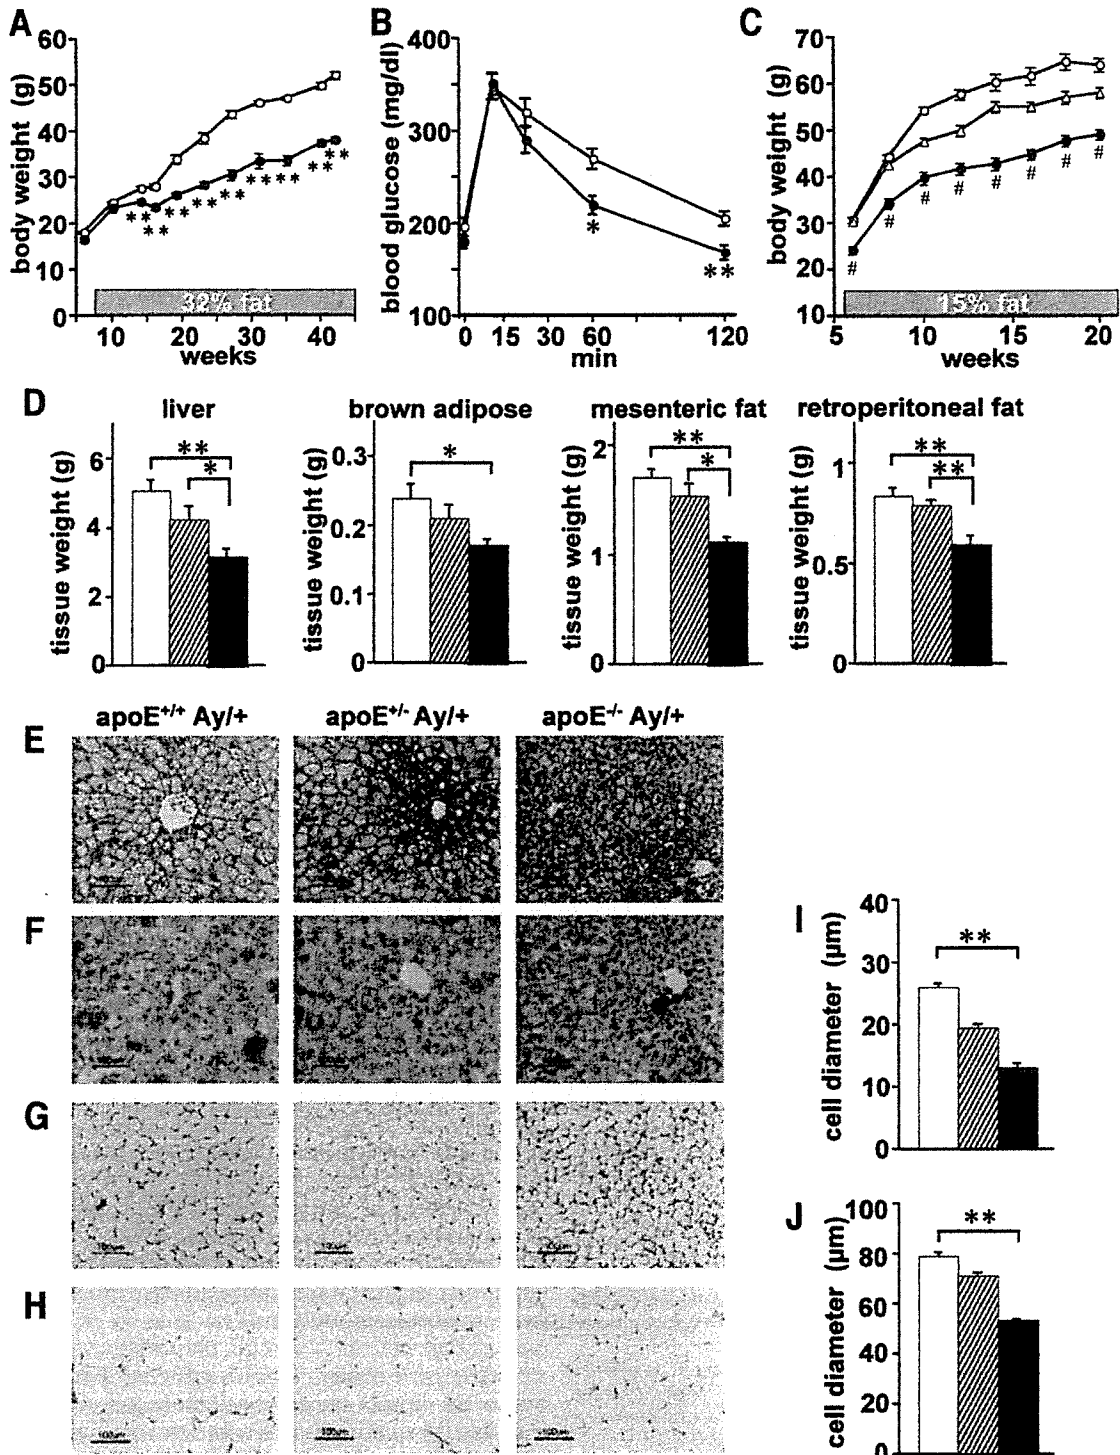 A
body weight (g)
60
50
40
30
20
10
0
**
**
**
**
**
**
**
**
**
32% fat
10 20 30 40
weeks
B
blood glucose (mg/dl)
400
300
200
100
*
**
0 15 30 60 120
min
C
body weight (g)
70
60
50
40
30
20
10
# # # # # # # #
15% fat
5 10 15 20
weeks
D
liver
tissue weight (g)
6
4
2
0
**
*
brown adipose
tissue weight (g)
0.3
0.2
0.1
0
*
mesenteric fat
tissue weight (g)
2
1
0
**
*
retroperitoneal fat
tissue weight (g)
1
0.5
0
**
**
apoE+/+ Ay/+
apoE+/- Ay/+
apoE-/- Ay/+
E
F
G
100µm
100µm
H
100µm
100µm
100µm
I
cell diameter (µm)
40
30
20
10
0
**
J
cell diameter (µm)
100
80
60
40
20
0
**